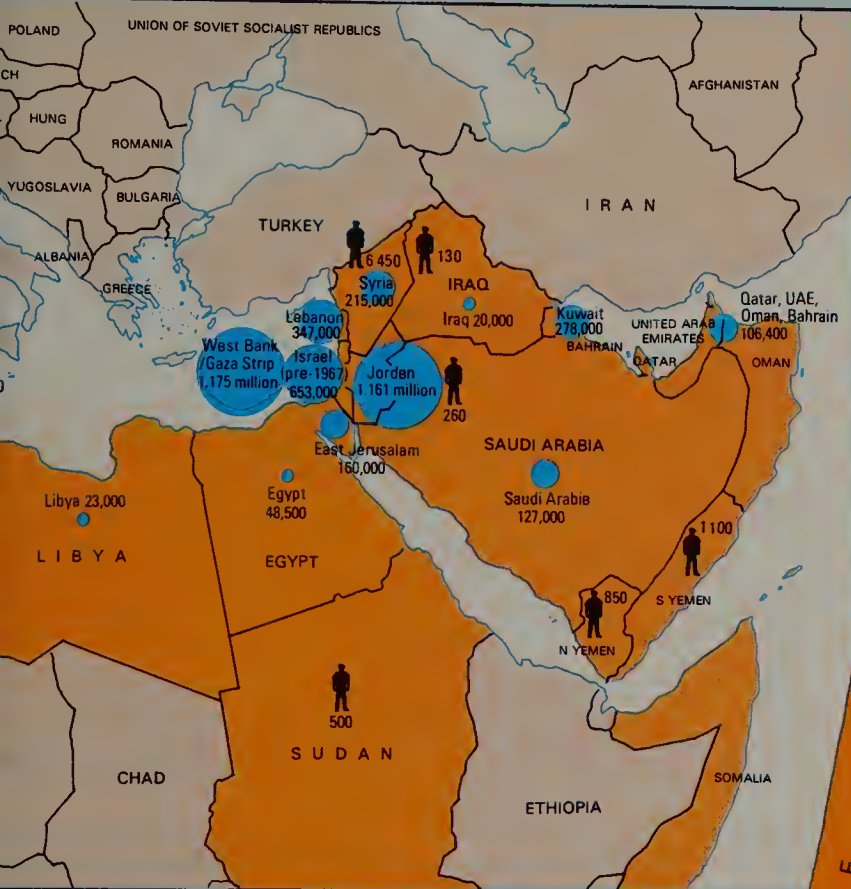 POLAND
UNION OF SOVIET SOCIALIST REPUBLICS
CH
HUNG
ROMANIA
AFGHANISTAN
YUGOSLAVIA
BULGARIA
IRAN
TURKEY
ALBANIA
GREECE
6 450
130
Syria
215,000
IRAQ
Iraq 20,000
Lebanon
347,000
Kuwait
278,000
BAHRAIN
UNITED ARAB
EMIRATES
QATAR
Qatar, UAE,
Oman, Bahrain
106,400
OMAN
West Bank
/Gaza Strip
1.175 million
Israel
(pre-1967)
653,000
Jordan
1.161 million
260
East Jerusalem
160,000
SAUDI ARABIA
Saudi Arabia
127,000
Libya 23,000
LIBYA
Egypt
48,500
EGYPT
1100
S YEMEN
850
N YEMEN
500
SUDAN
CHAD
ETHIOPIA
SOMALIA